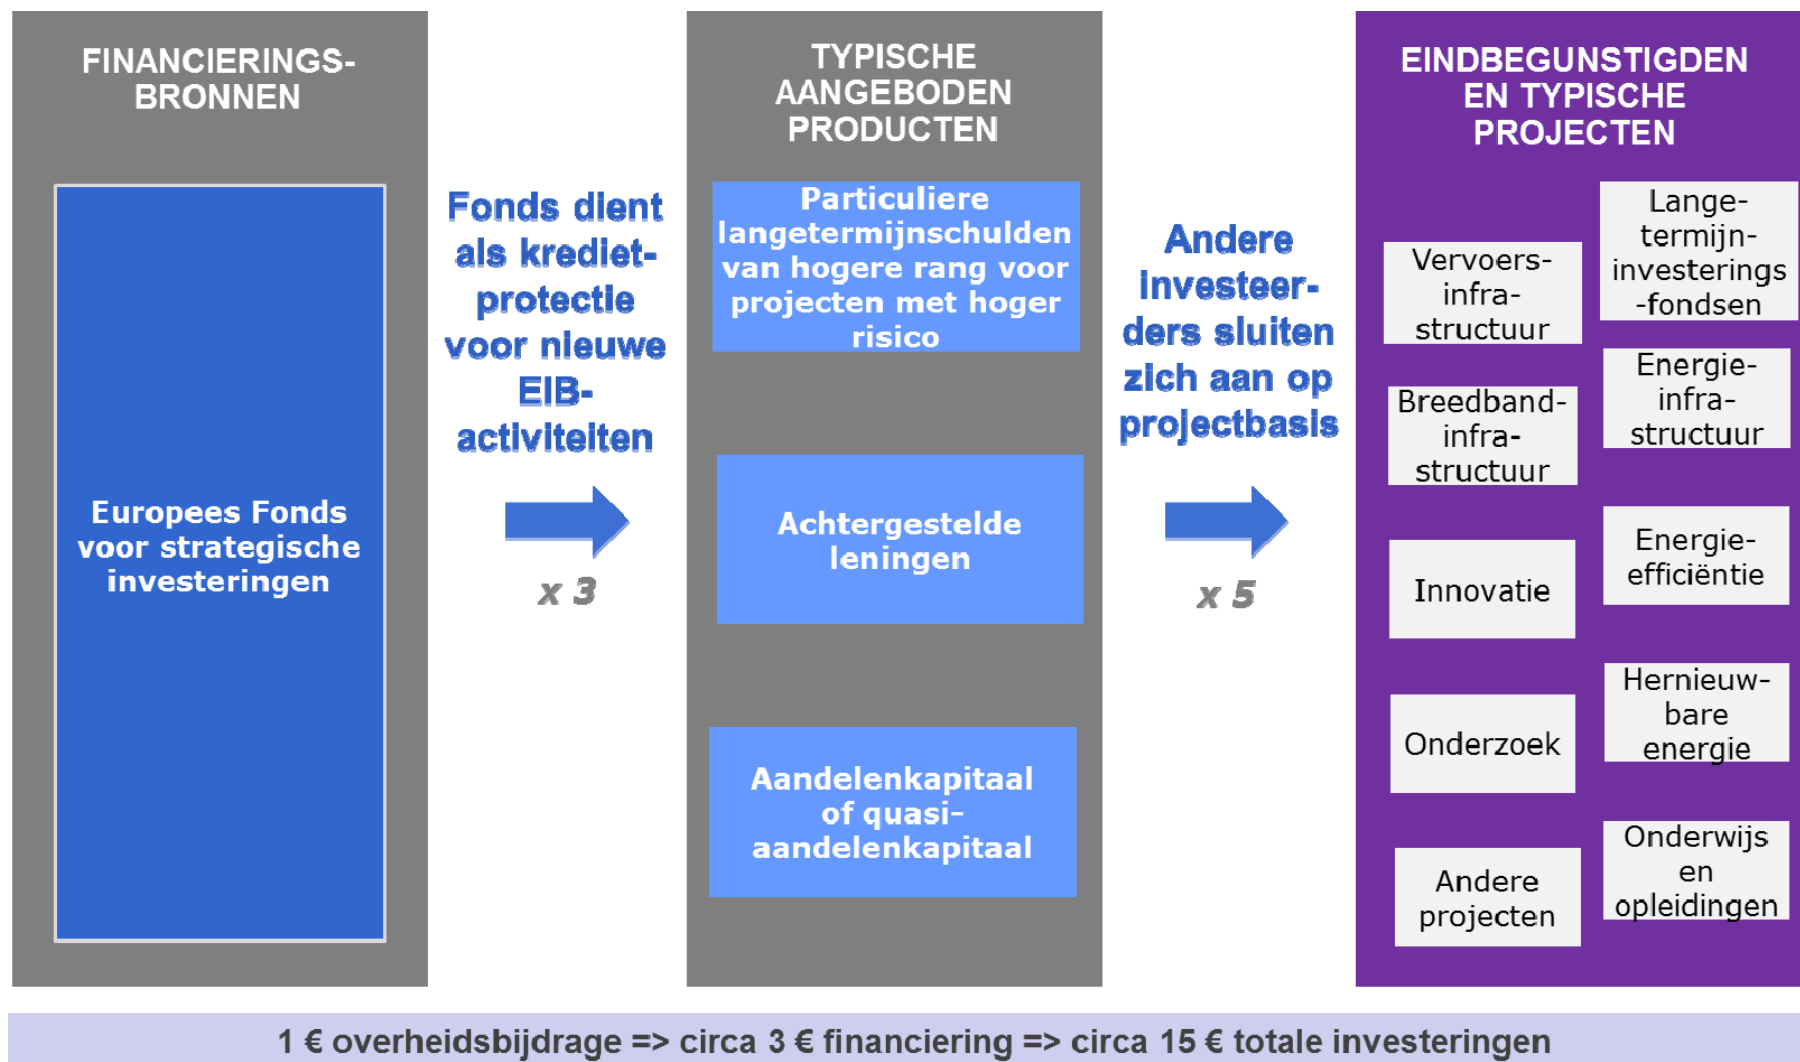 FINANCIERINGS-
BRONNEN
Europees Fonds
voor strategische
investeringen
Fonds dient
als krediet-
protectie
voor nieuwe
EIB-
activiteiten
x 3
TYPISCHE
AANGEBODEN
PRODUCTEN
Particuliere
langetermijnschulden
van hogere rang voor
projecten met hoger
risico
Achtergestelde
leningen
Aandelenkapitaal
of quasi-
aandelenkapitaal
Andere
investeer-
ders sluiten
zich aan op
projectbasis
x 5
EINDBEGUNSTIGDEN
EN TYPISCHE
PROJECTEN
Vervoers-
infra-
structuur
Breedband-
infra-
structuur
Innovatie
Onderzoek
Andere
projecten
Lange-
termijn-
investerings
-fondsen
Energie-
infra-
structuur
Energie-
efficiëntie
Hernieuw-
bare
energie
Onderwijs
en
opleidingen
1 € overheidsbijdrage => circa 3 € financiering => circa 15 € totale investeringen